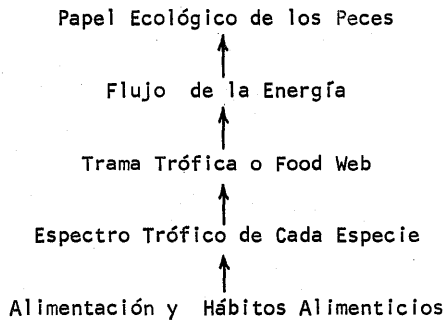 Papel Ecológico de los Peces
Flujo de la Energía
Trama Trófica o Food Web
Espectro Trófico de Cada Especie
Alimentación y Hábitos Alimenticios